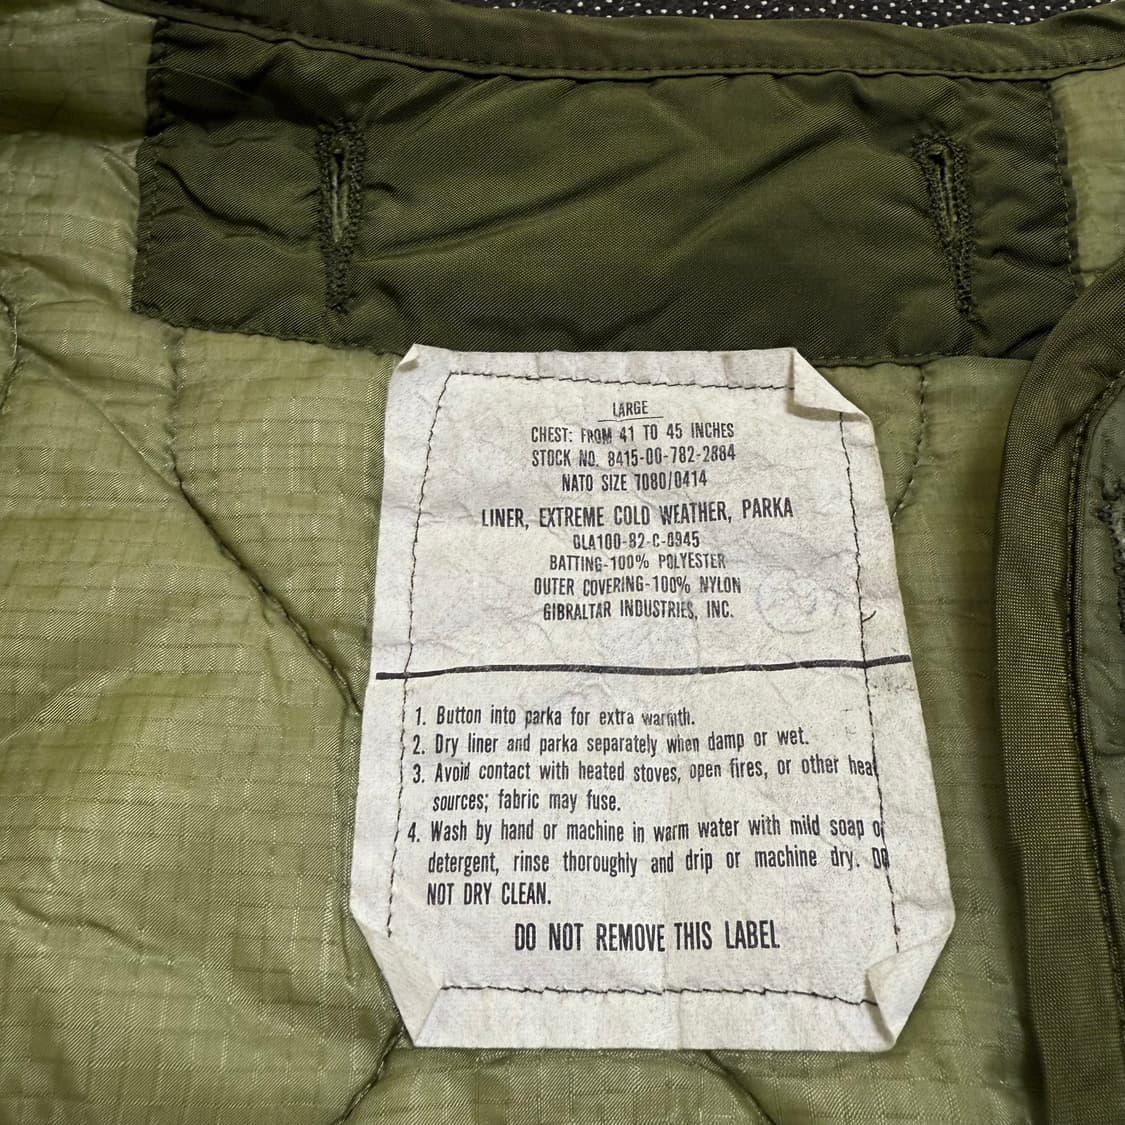 LARGE
CHEST: FROM 41 TO 45 INCHES
STOCK NO. 8415-00-782-2884
NATO SIZE 7080/0414
LINER, EXTREME COLD WEATHER, PARKA
DLA100-82-C-0945
BATTING-100% POLYESTER
OUTER COVERING-100% NYLON
GIBRALTAR INDUSTRIES, INC.
1. Button into parka for extra warmth.
2. Dry liner and parka separately when damp or wet.
3. Avoid contact with heated stoves, open fires, or other heat
sources; fabric may fuse.
4. Wash by hand or machine in warm water with mild soap or
detergent, rinse thoroughly and drip or machine dry. DO
NOT DRY CLEAN.
DO NOT REMOVE THIS LABEL